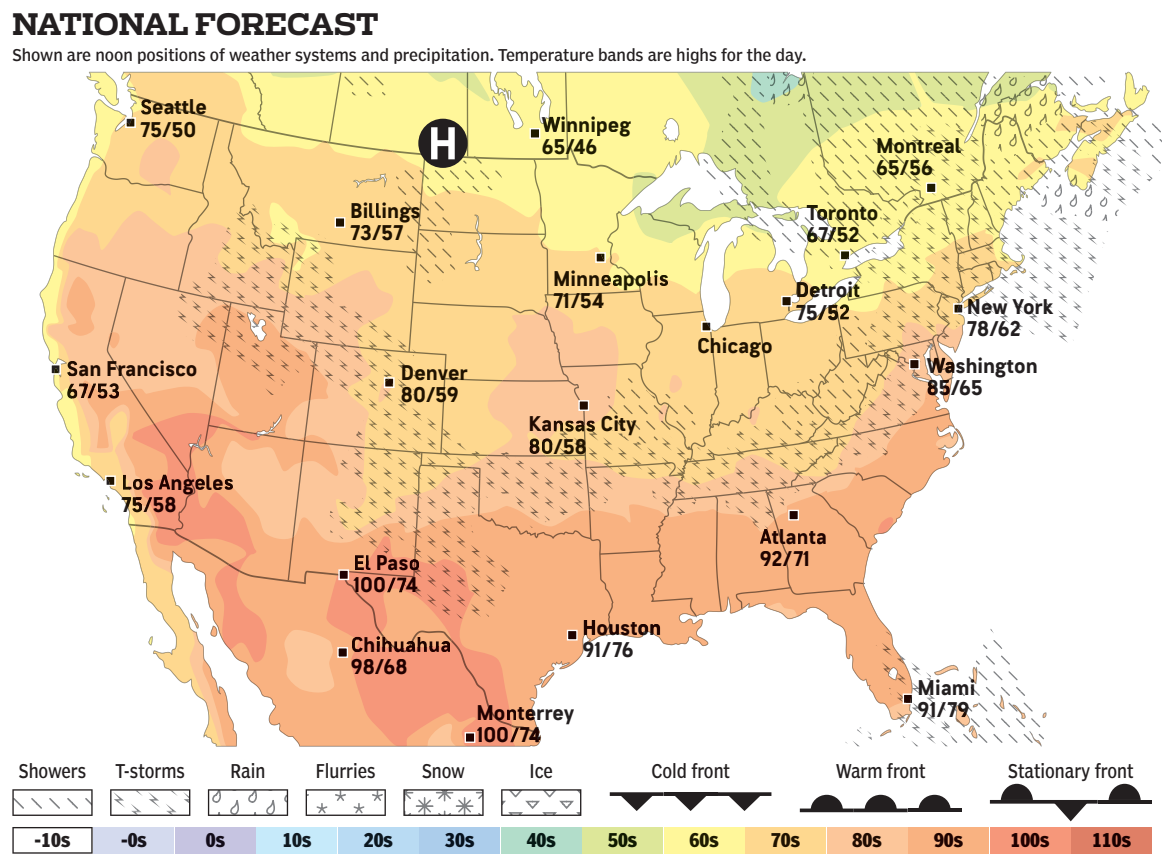 NATIONAL FORECAST
Shown are noon positions of weather systems and precipitation. Temperature bands are highs for the day.
Seattle
75/50
H
Winnipeg
65/46
Montreal
65/56
Billings
73/57
Toronto
67/52
Minneapolis
71/54
Detroit
75/52
New York
78/62
Chicago
San Francisco
67/53
Denver
80/59
Washington
85/65
Kansas City
80/58
Los Angeles
75/58
Atlanta
92/71
El Paso
100/74
Houston
91/76
Chihuahua
98/68
Miami
91/79
Monterrey
100/74
Showers T-storms Rain Flurries Snow Ice Cold front Warm front Stationary front
-10s -0s 0s 10s 20s 30s 40s 50s 60s 70s 80s 90s 100s 110s